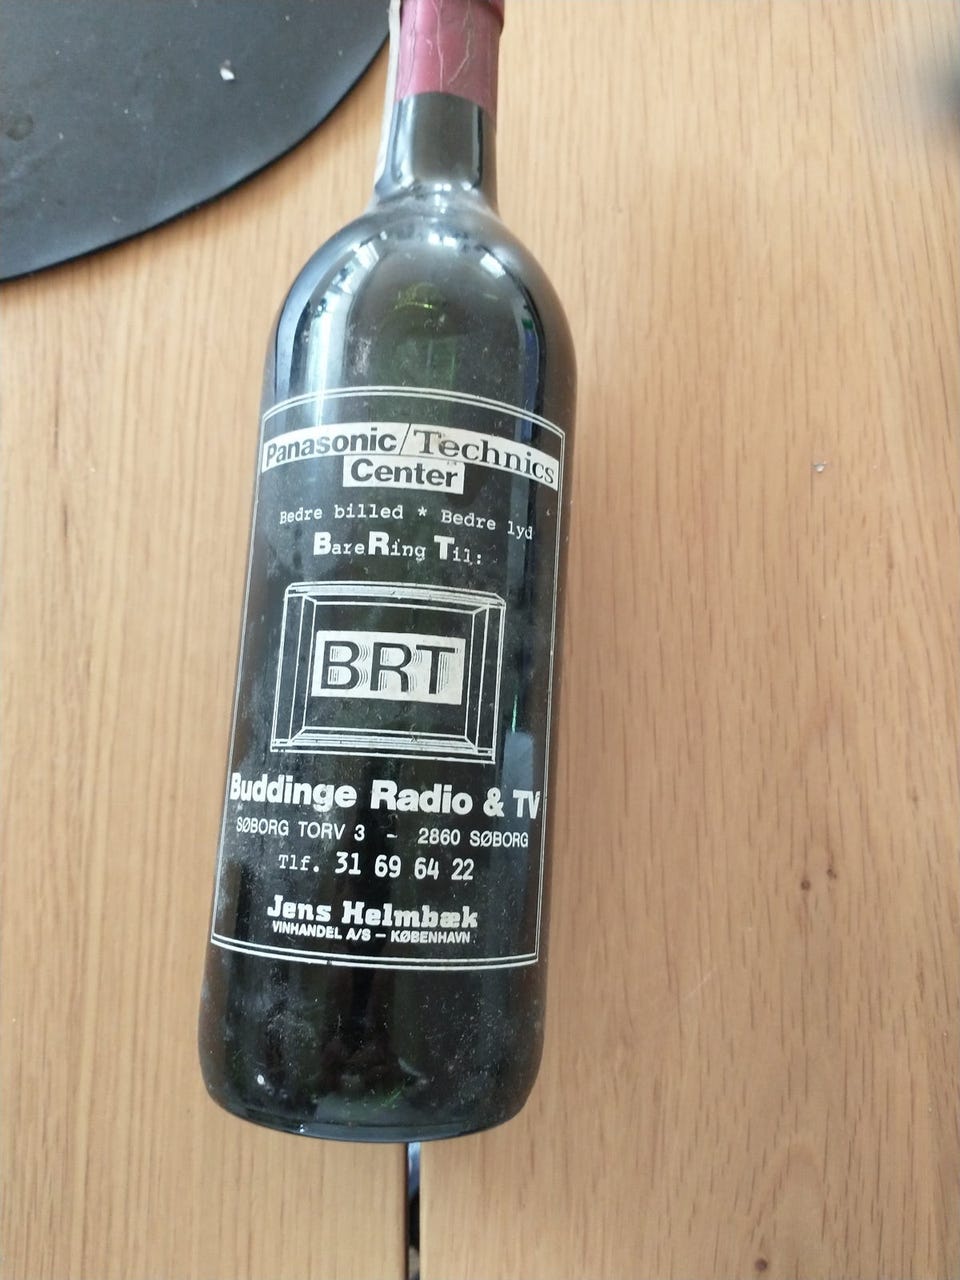 Panasonic/Technics
Center
Bedre billed * Bedre lyd
BareRing Til:
BRT
Buddinge Radio & TV
SØBORG TORV 3 - 2860 SØBORG
Tlf. 31 69 64 22
Jens Helmbæk
VINHANDEL A/S - KØBENHAVN